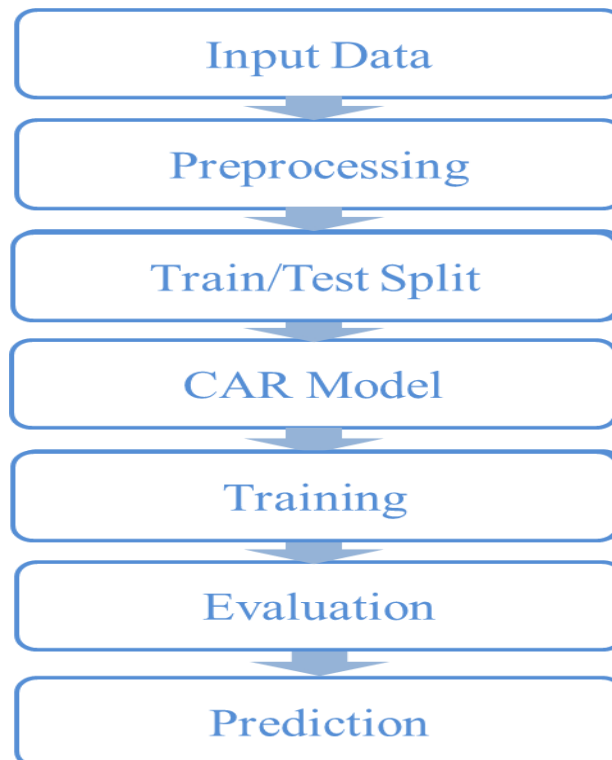 Input Data
Preprocessing
Train/Test Split
CAR Model
Training
Evaluation
Prediction